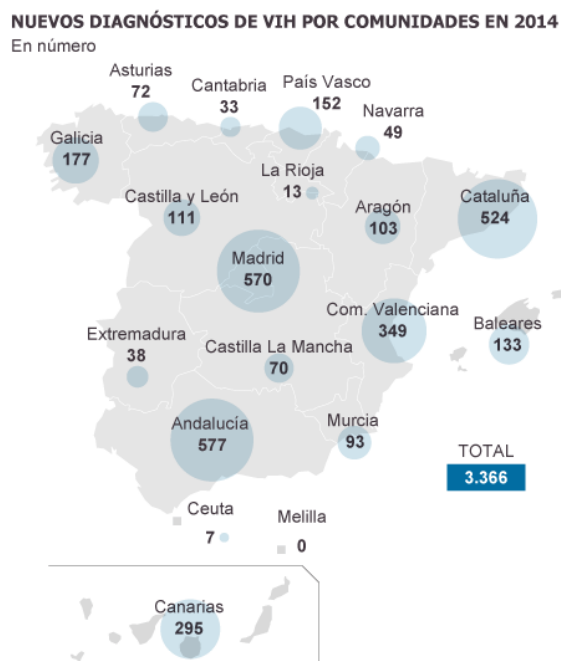 NUEVOS DIAGNÓSTICOS DE VIH POR COMUNIDADES EN 2014
En número
Asturias
72
Cantabria
33
País Vasco
152
Navarra
49
Galicia
177
La Rioja
13
Castilla y León
111
Aragón
103
Cataluña
524
Madrid
570
Com. Valenciana
349
Baleares
133
Extremadura
38
Castilla La Mancha
70
Andalucía
577
Murcia
93
TOTAL
3.366
Ceuta
7
Melilla
0
Canarias
295